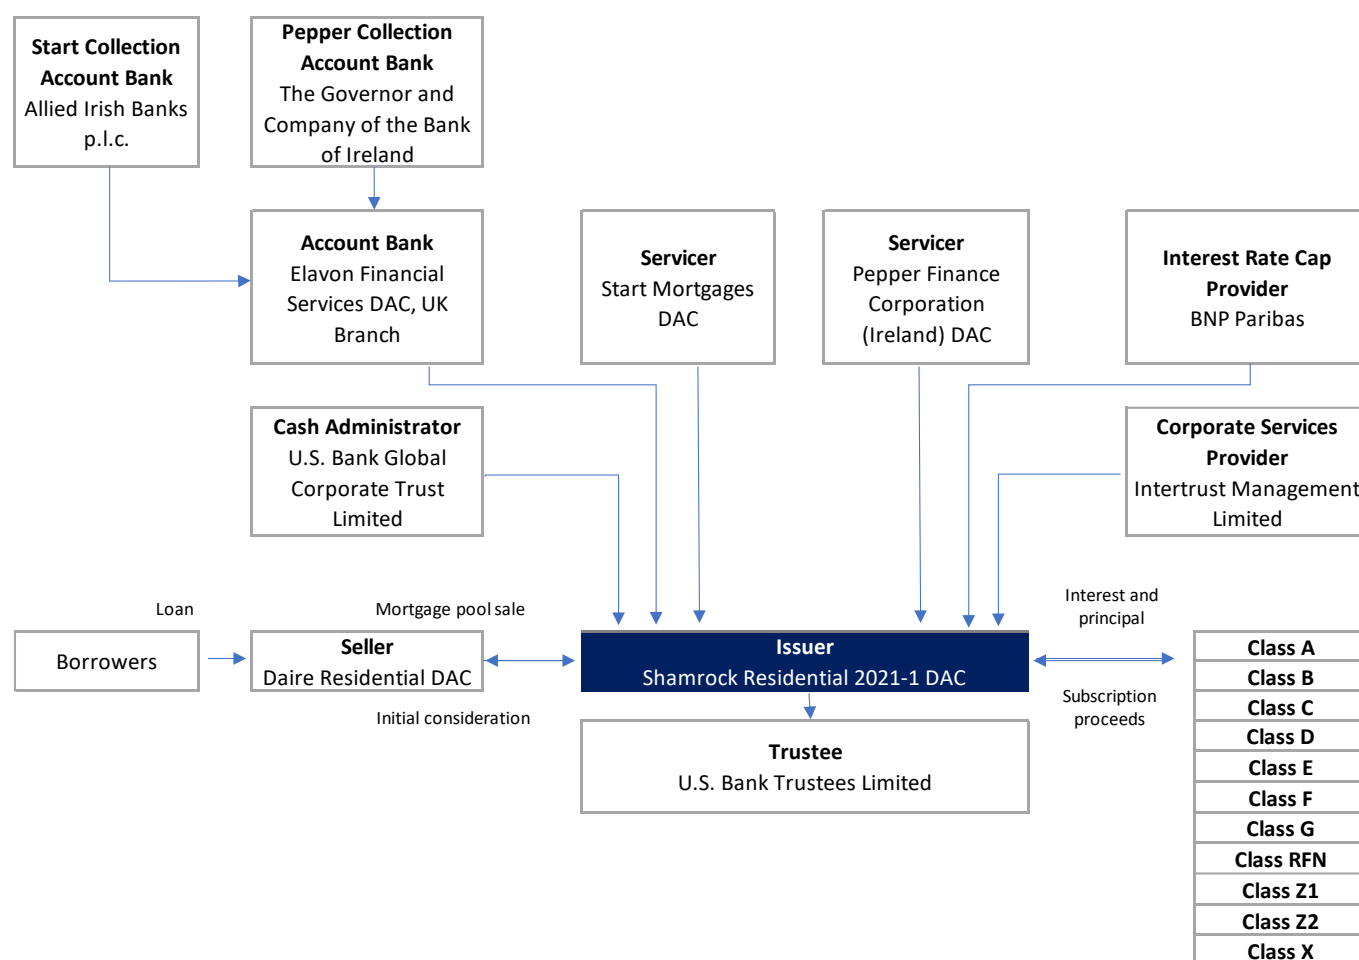 Start Collection
Account Bank
Allied Irish Banks
p.l.c.
Pepper Collection
Account Bank
The Governor and
Company of the Bank
of Ireland
Account Bank
Elavon Financial
Services DAC, UK
Branch
Servicer
Start Mortgages
DAC
Servicer
Pepper Finance
Corporation
(Ireland) DAC
Interest Rate Cap
Provider
BNP Paribas
Cash Administrator
U.S. Bank Global
Corporate Trust
Limited
Corporate Services
Provider
Intertrust Management
Limited
Loan
Mortgage pool sale
Interest and
principal
Borrowers
Seller
Daire Residential DAC
Issuer
Shamrock Residential 2021-1 DAC
Initial consideration
Subscription
proceeds
Trustee
U.S. Bank Trustees Limited
Class A
Class B
Class C
Class D
Class E
Class F
Class G
Class RFN
Class Z1
Class Z2
Class X